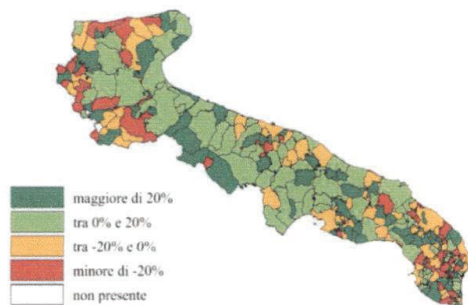 maggiore di 20%
tra 0% e 20%
tra -20% e 0%
minore di -20%
non presente